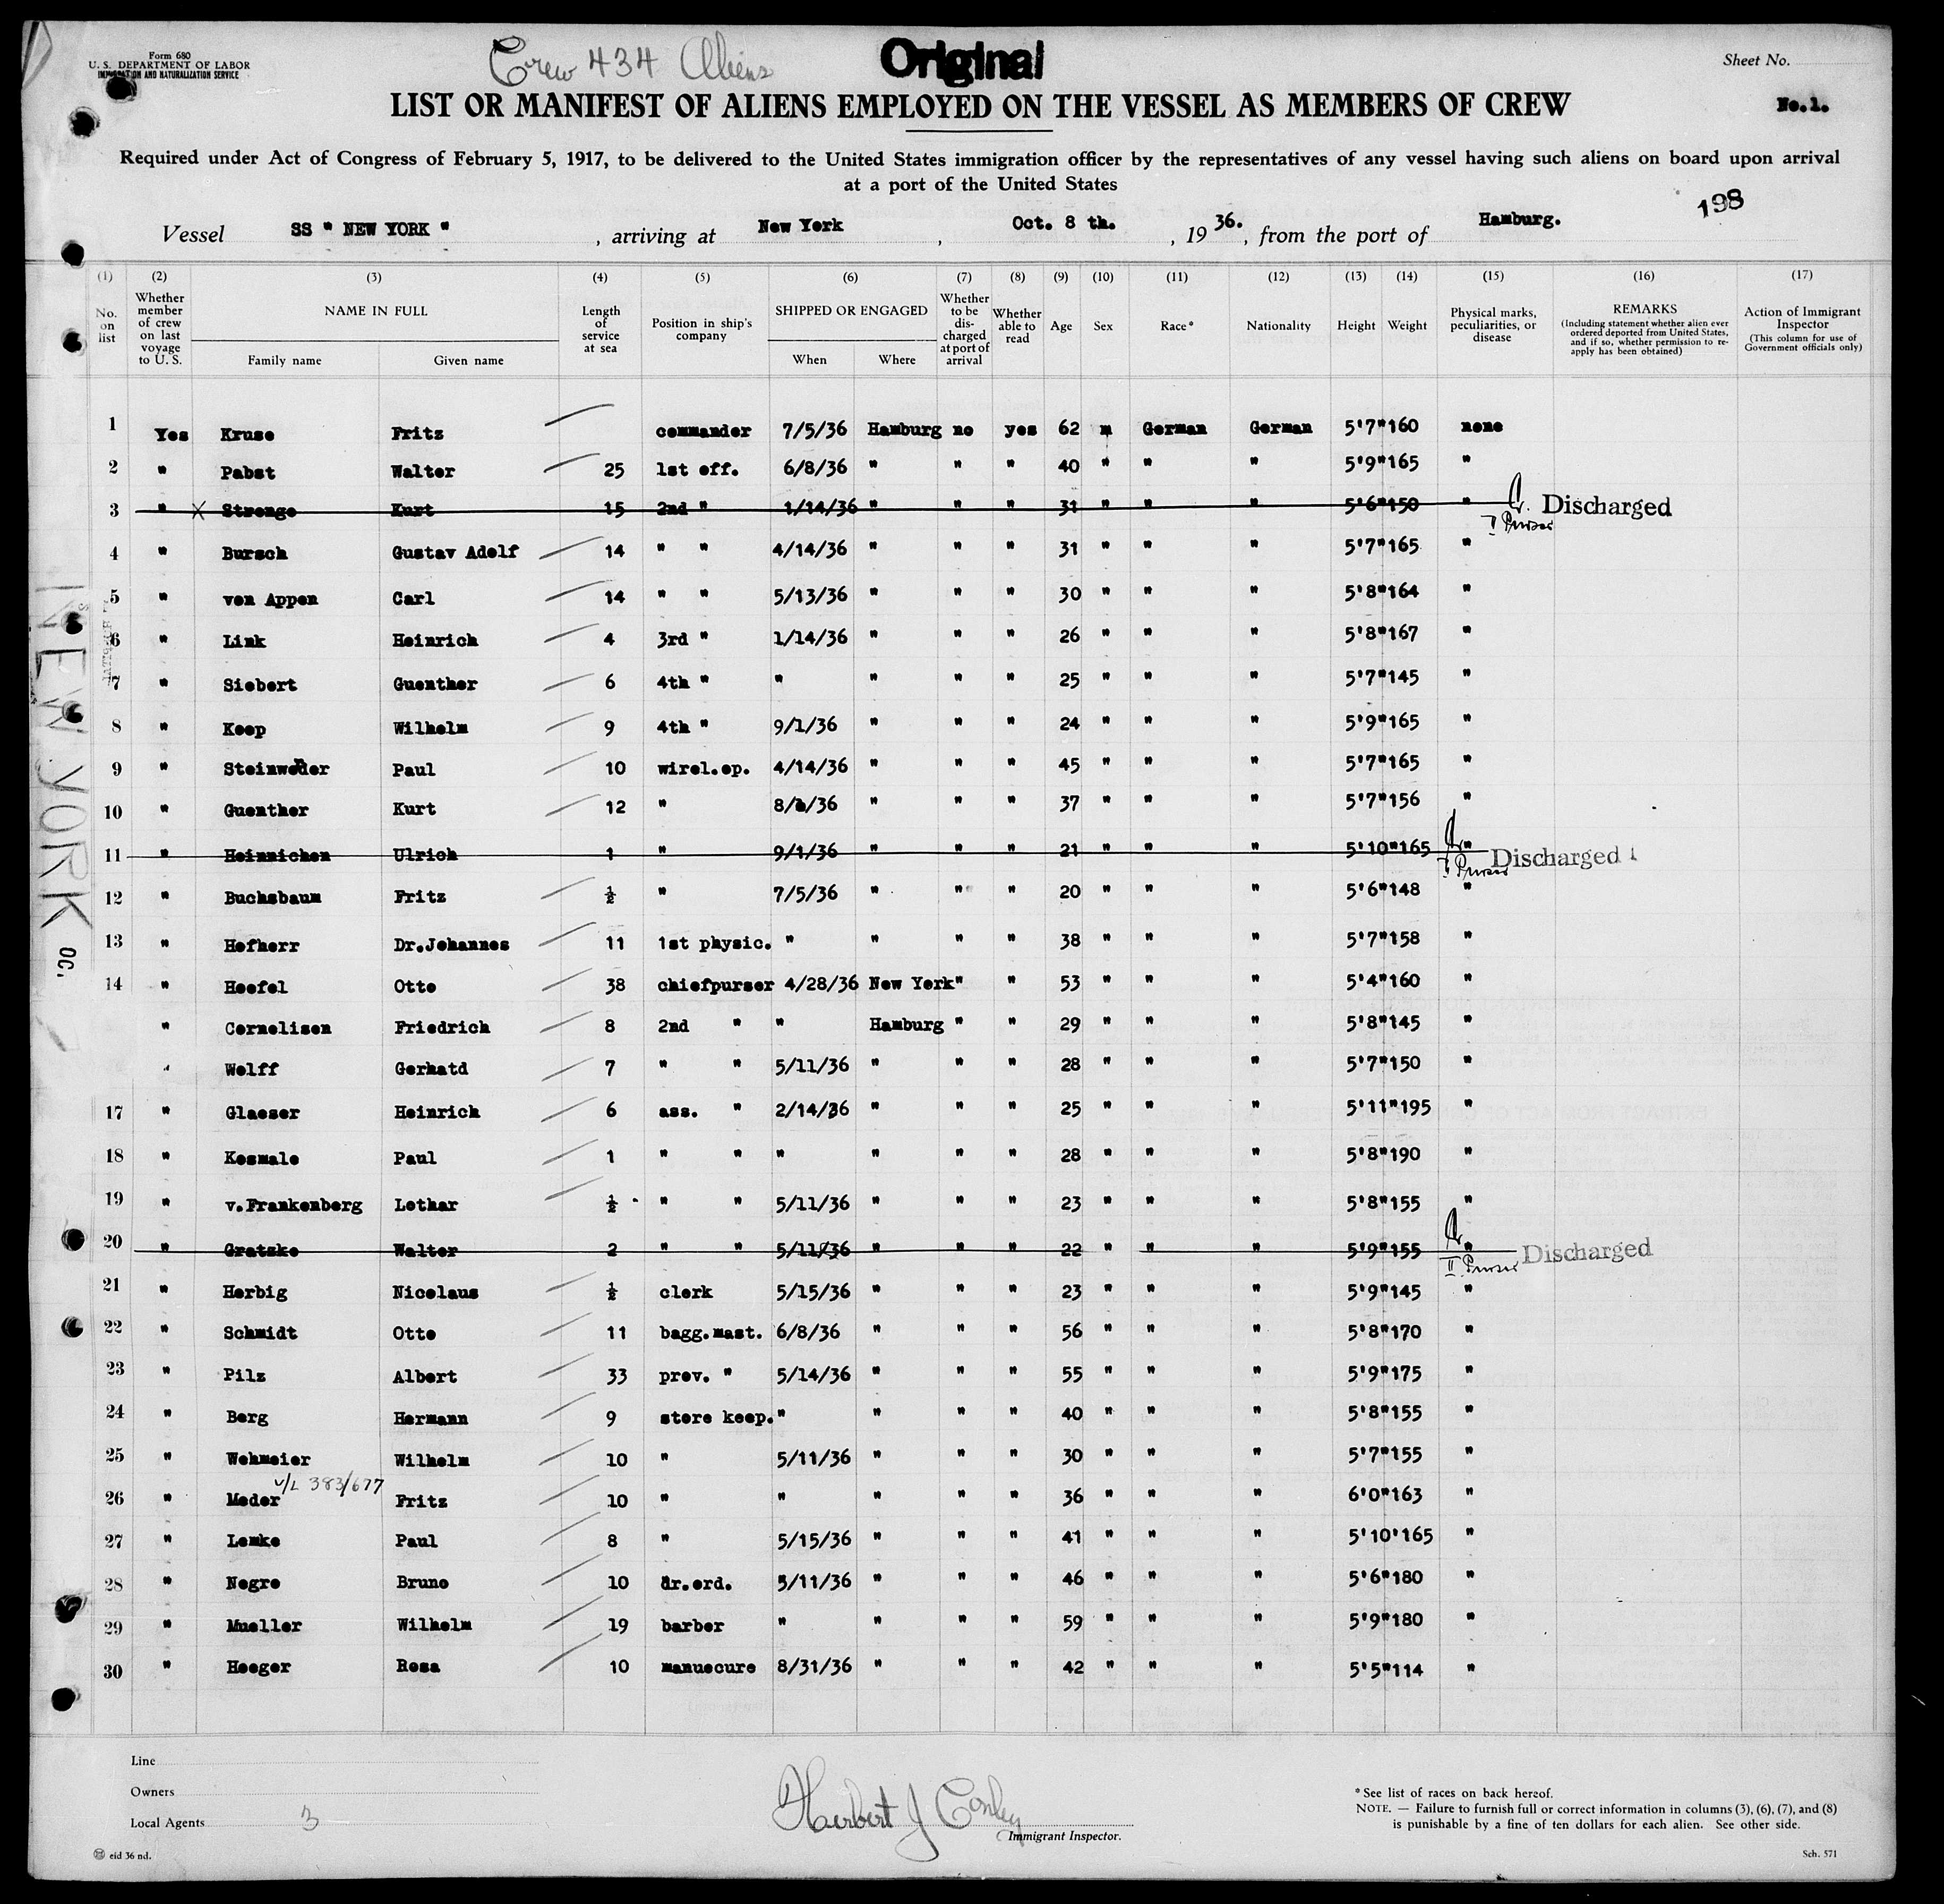 Form 680
U. S. DEPARTMENT OF LABOR
IMMIGRATION AND NATURALIZATION SERVICE
Crew 434 Aliens
Original
Sheet No.
LIST OR MANIFEST OF ALIENS EMPLOYED ON THE VESSEL AS MEMBERS OF CREW
No.1.
Required under Act of Congress of February 5, 1917, to be delivered to the United States immigration officer by the representatives of any vessel having such aliens on board upon arrival
at a port of the United States
198
Vessel SS " NEW YORK " , arriving at New York , Oct. 8 th. , 19 36. , from the port of Hamburg.
(1) (2) (3) (4) (5) (6) (7) (8) (9) (10) (11) (12) (13) (14) (15) (16) (17)
No. on list
Whether member of crew on last voyage to U. S.
NAME IN FULL
Family name Given name
Length of service at sea
Position in ship's company
SHIPPED OR ENGAGED
When Where
Whether to be discharged at port of arrival
Whether able to read
Age
Sex
Race*
Nationality
Height
Weight
Physical marks, peculiarities, or disease
REMARKS
(Including statement whether alien ever ordered deported from United States, and if so, whether permission to re-apply has been obtained)
Action of Immigrant Inspector
(This column for use of Government officials only)
1 Yes Kruse Fritz commander 7/5/36 Hamburg no yes 62 m German German 5'7" 160 none
2 " Pabst Walter 25 1st off. 6/8/36 " " " 40 " " " 5'9" 165 "
3 " X Strenge Kurt 15 2nd " 1/14/36 " " " 31 " " " 5'6" 150 " Discharged
II Purser
4 " Bursch Gustav Adolf 14 " " 4/14/36 " " " 31 " " " 5'7" 165 "
5 " von Appen Carl 14 " " 5/13/36 " " " 30 " " " 5'8" 164 "
6 " Link Heinrich 4 3rd " 1/14/36 " " " 26 " " " 5'8" 167 "
7 " Siebert Guenther 6 4th " " " " " 25 " " " 5'7" 145 "
8 " Koop Wilhelm 9 4th " 9/1/36 " " " 24 " " " 5'9" 165 "
9 " Steinweder Paul 10 wirel.op. 4/14/36 " " " 45 " " " 5'7" 165 "
10 " Guenther Kurt 12 " 8/ /36 " " " 37 " " " 5'7" 156 "
11 " Heinnichen Ulrich 1 " 9/1/36 " " " 21 " " " 5'10" 165 " Discharged 1
Purser
12 " Buchsbaum Fritz ½ " 7/5/36 " " " 20 " " " 5'6" 148 "
13 " Hofherr Dr.Johannes 11 1st physic. " " " " 38 " " " 5'7" 158 "
14 " Hoefel Otto 38 chiefpurser 4/28/36 New York " " 53 " " " 5'4" 160 "
" Cornelisen Friedrich 8 2nd " " Hamburg " " 29 " " " 5'8" 145 "
" Wolff Gerhatd 7 " " 5/11/36 " " " 28 " " " 5'7" 150 "
17 " Glaeser Heinrich 6 ass. " 2/14/36 " " " 25 " " " 5'11" 195 "
18 " Kosmale Paul 1 " " " " " " 28 " " " 5'8" 190 "
19 " v.Frankenberg Lothar ½ " " 5/11/36 " " " 23 " " " 5'8" 155 "
20 " Gratzke Walter 2 " " 5/11/36 " " " 22 " " " 5'9" 155 " Discharged
II Purser
21 " Herbig Nicolaus ½ clerk 5/15/36 " " " 23 " " " 5'9" 145 "
22 " Schmidt Otto 11 bagg.mast. 6/8/36 " " " 56 " " " 5'8" 170 "
23 " Pilz Albert 33 prov. " 5/14/36 " " " 55 " " " 5'9" 175 "
24 " Berg Hermann 9 store keep. " " " " 40 " " " 5'8" 155 "
25 " Wehmeier Wilhelm 10 " 5/11/36 " " " 30 " " " 5'7" 155 "
v/L 383/677
26 " Meder Fritz 10 " " " " " 36 " " " 6'0" 163 "
27 " Lemke Paul 8 " 5/15/36 " " " 41 " " " 5'10' 165 "
28 " Negro Bruno 10 dr.ord. 5/11/36 " " " 46 " " " 5'6" 180 "
29 " Mueller Wilhelm 19 barber " " " " 59 " " " 5'9" 180 "
30 " Hoeger Rosa 10 manuecure 8/31/36 " " " 42 " " " 5'5" 114 "
NEW YORK
OC.
Line
Owners
Local Agents 3
Herbert J Conley
Immigrant Inspector.
* See list of races on back hereof.
NOTE. — Failure to furnish full or correct information in columns (3), (6), (7), and (8)
is punishable by a fine of ten dollars for each alien. See other side.
eid 36 nd.
Sch. 571